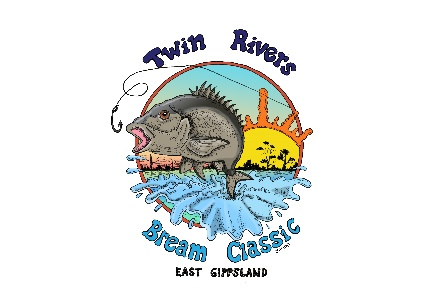 Twin Rivers
Bream Classic
EAST GIPPSLAND